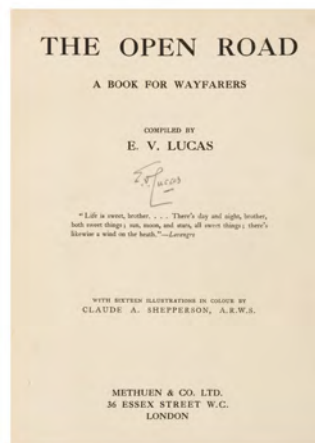 THE OPEN ROAD
A BOOK FOR WAYFARERS
COMPILED BY
E. V. LUCAS
E. V. Lucas
"Life is sweet, brother. . . . There's day and night, brother,
both sweet things; sun, moon, and stars, all sweet things; there's
likewise a wind on the heath."—Lavengro
WITH SIXTEEN ILLUSTRATIONS IN COLOUR BY
CLAUDE A. SHEPPERSON, A.R.W.S.
METHUEN & CO. LTD.
36 ESSEX STREET W.C.
LONDON